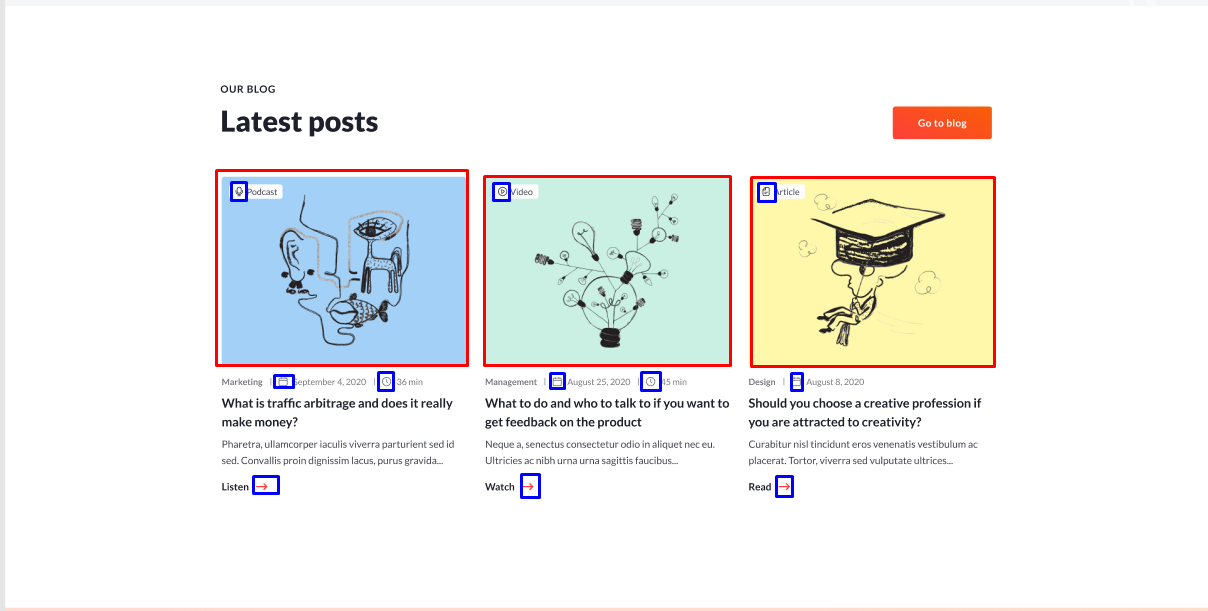 OUR BLOG
Latest posts
Go to blog
Podcast
Video
Article
Marketing | September 4, 2020 | 36 min
What is traffic arbitrage and does it really
make money?
Pharetra, ullamcorper iaculis viverra parturient sed id
sed. Convallis proin dignissim lacus, purus gravida...
Listen →
Management | August 25, 2020 | 45 min
What to do and who to talk to if you want to
get feedback on the product
Neque a, senectus consectetur odio in aliquet nec eu.
Ultricies ac nibh urna urna sagittis faucibus...
Watch →
Design | August 8, 2020
Should you choose a creative profession if
you are attracted to creativity?
Curabitur nisl tincidunt eros venenatis vestibulum ac
placerat. Tortor, viverra sed vulputate ultrices...
Read →